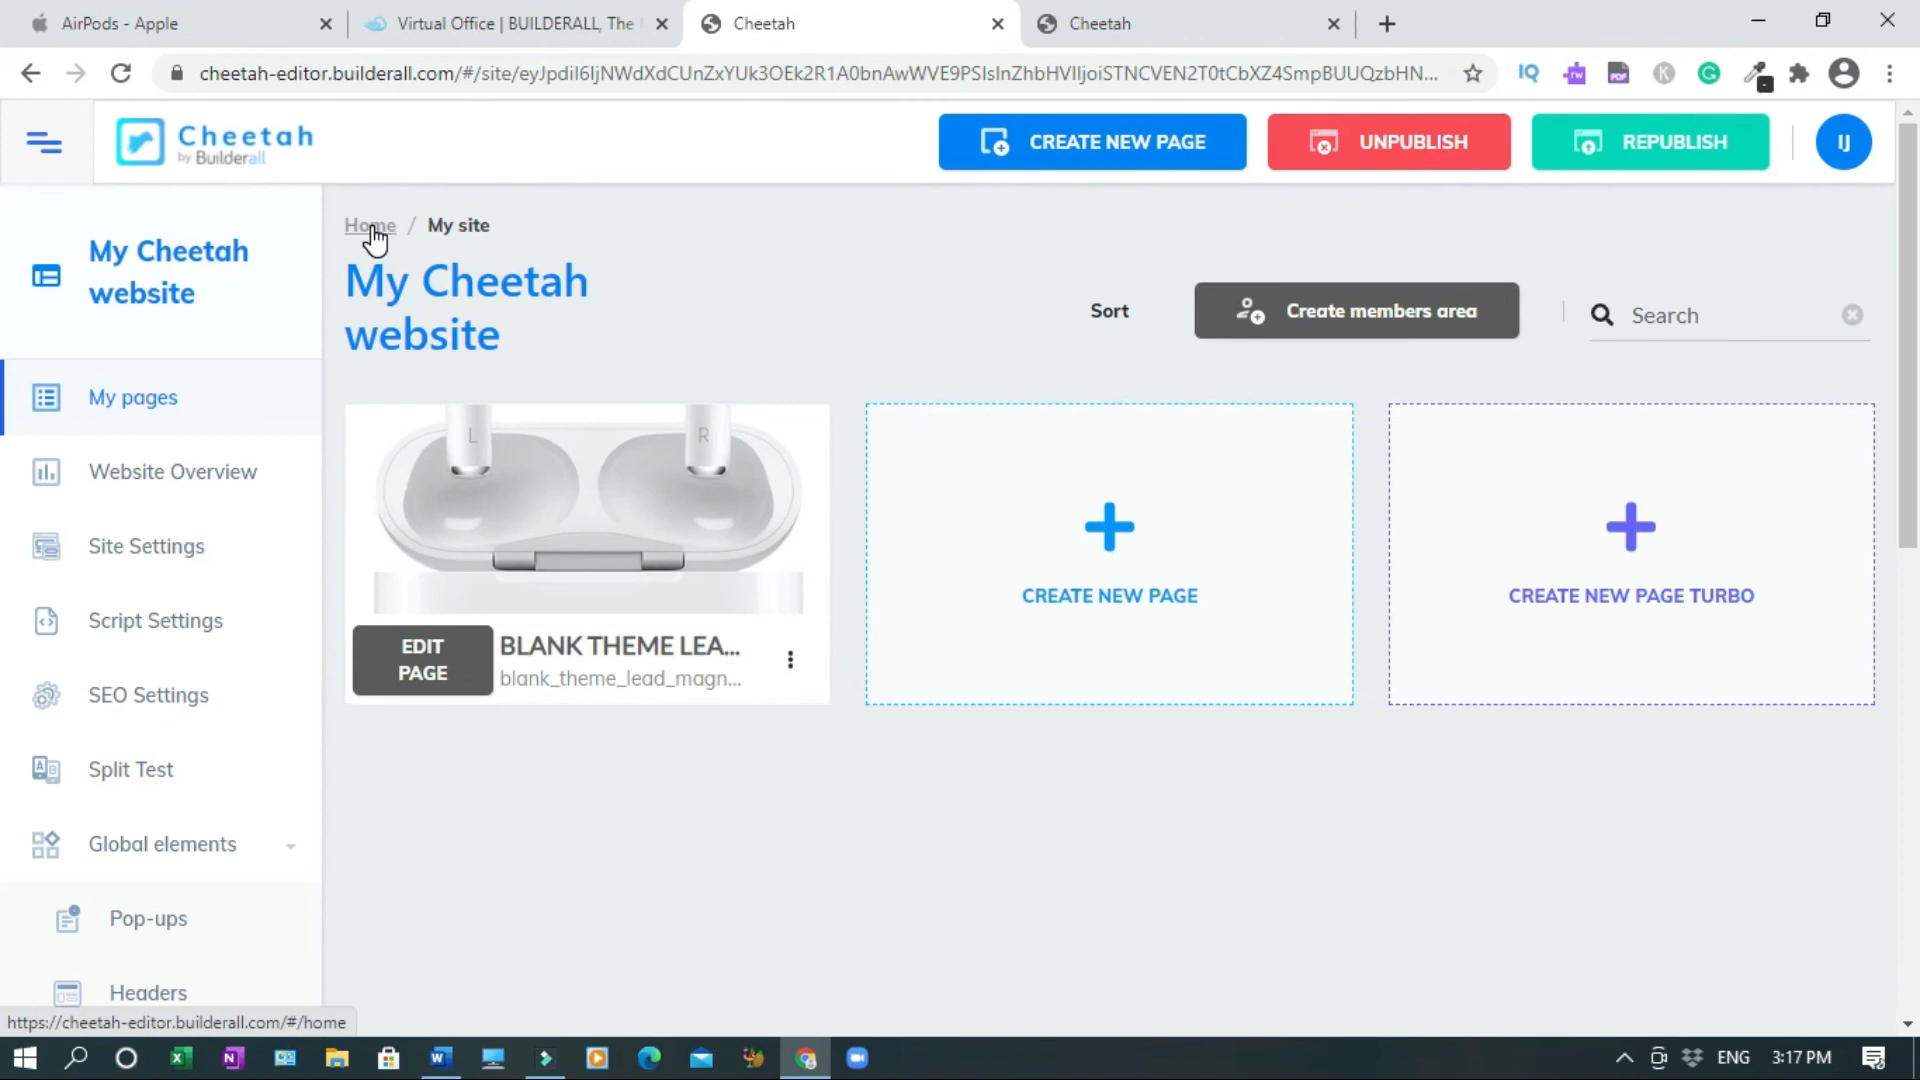 AirPods - Apple
Virtual Office | BUILDERALL, The
Cheetah
Cheetah
cheetah-editor.builderall.com/#/site/eyJpdiI6IjNWdXdCUnZxYUk3OEk2R1A0bnAwWVE9PSIsInZhbHVlIjoiSTNCVEN2T0tCbXZ4SmpBUUQzbHN...
Cheetah
by Builderall
CREATE NEW PAGE
UNPUBLISH
REPUBLISH
IJ
Home / My site
My Cheetah
website
My Cheetah
website
Sort
Create members area
Search
My pages
Website Overview
Site Settings
Script Settings
SEO Settings
Split Test
Global elements
Pop-ups
Headers
L
R
EDIT
PAGE
BLANK THEME LEA...
blank_theme_lead_magn...
CREATE NEW PAGE
CREATE NEW PAGE TURBO
https://cheetah-editor.builderall.com/#/home
ENG
3:17 PM